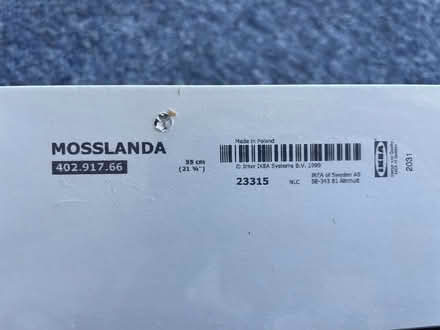 MOSSLANDA
402.917.66
55 cm
(21 ⅝")
Made in Poland
© Inter IKEA Systems B.V. 1999
23315
NLC
IKEA of Sweden AB
SE-343 81 Älmhult
IKEA
2031